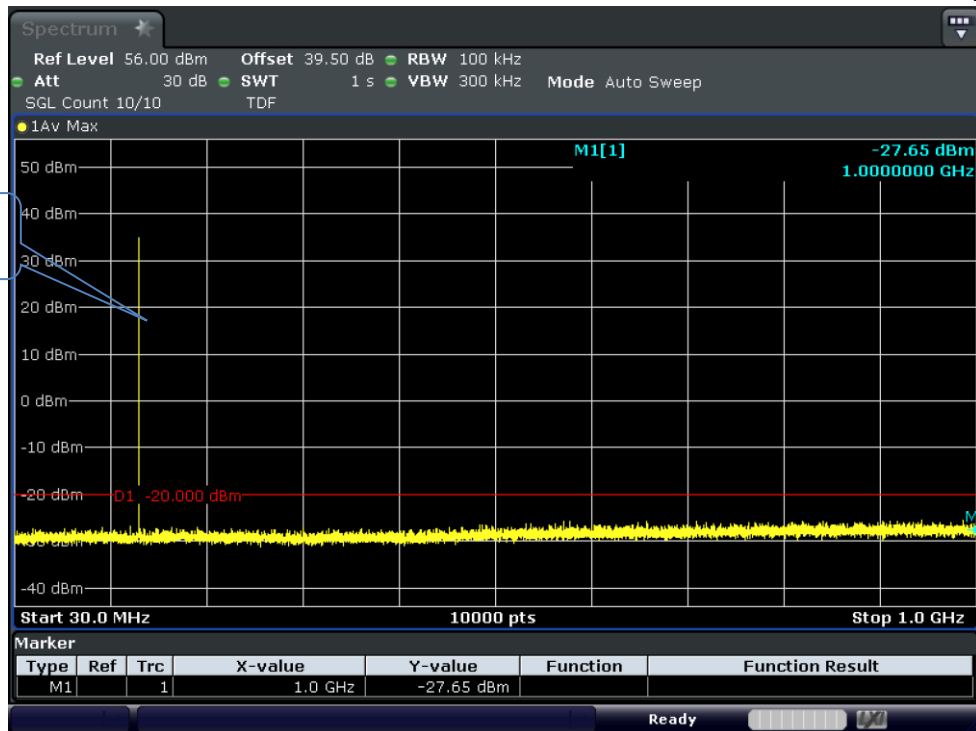 Spectrum
Ref Level 56.00 dBm Offset 39.50 dB RBW 100 kHz
Att 30 dB SWT 1 s VBW 300 kHz Mode Auto Sweep
SGL Count 10/10 TDF
1Av Max
M1[1] -27.65 dBm
1.0000000 GHz
50 dBm
40 dBm
30 dBm
20 dBm
10 dBm
0 dBm
-10 dBm
-20 dBm D1 -20.000 dBm
M
-40 dBm
Start 30.0 MHz 10000 pts Stop 1.0 GHz
Marker
Type Ref Trc X-value Y-value Function Function Result
M1 1 1.0 GHz -27.65 dBm
Ready